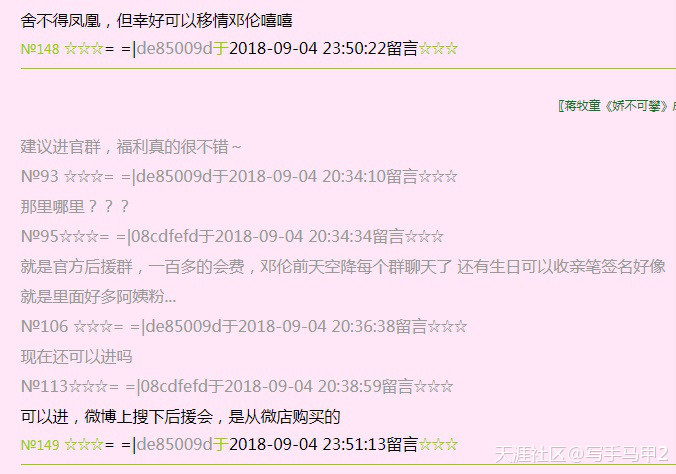 舍不得凤凰，但幸好可以移情邓伦嘻嘻
№148 ☆☆☆= =|de85009d于2018-09-04 23:50:22留言☆☆☆
〖蒋牧童《娇不可攀》
建议进官群，福利真的很不错～
№93 ☆☆☆= =|de85009d于2018-09-04 20:34:10留言☆☆☆
那里哪里？？？
№95☆☆☆= =|08cdfefd于2018-09-04 20:34:34留言☆☆☆
就是官方后援群，一百多的会费，邓伦前天空降每个群聊天了 还有生日可以收亲笔签名好像
就是里面好多阿姨粉...
№106 ☆☆☆= =|de85009d于2018-09-04 20:36:38留言☆☆☆
现在还可以进吗
№113☆☆☆= =|08cdfefd于2018-09-04 20:38:59留言☆☆☆
可以进，微博上搜下后援会，是从微店购买的
№149 ☆☆☆= =|de85009d于2018-09-04 23:51:13留言☆☆☆
天涯社区@写手马甲2